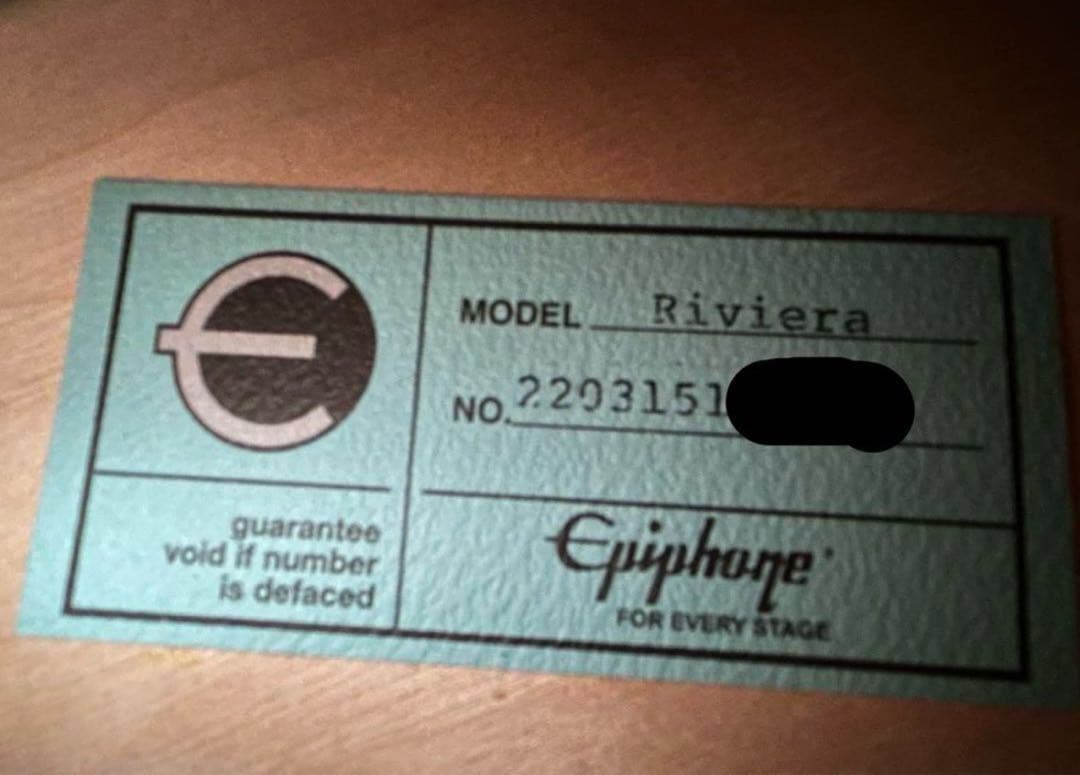 MODEL Riviera
NO. 2203151
guarantee
void if number
is defaced
Epiphone
FOR EVERY STAGE